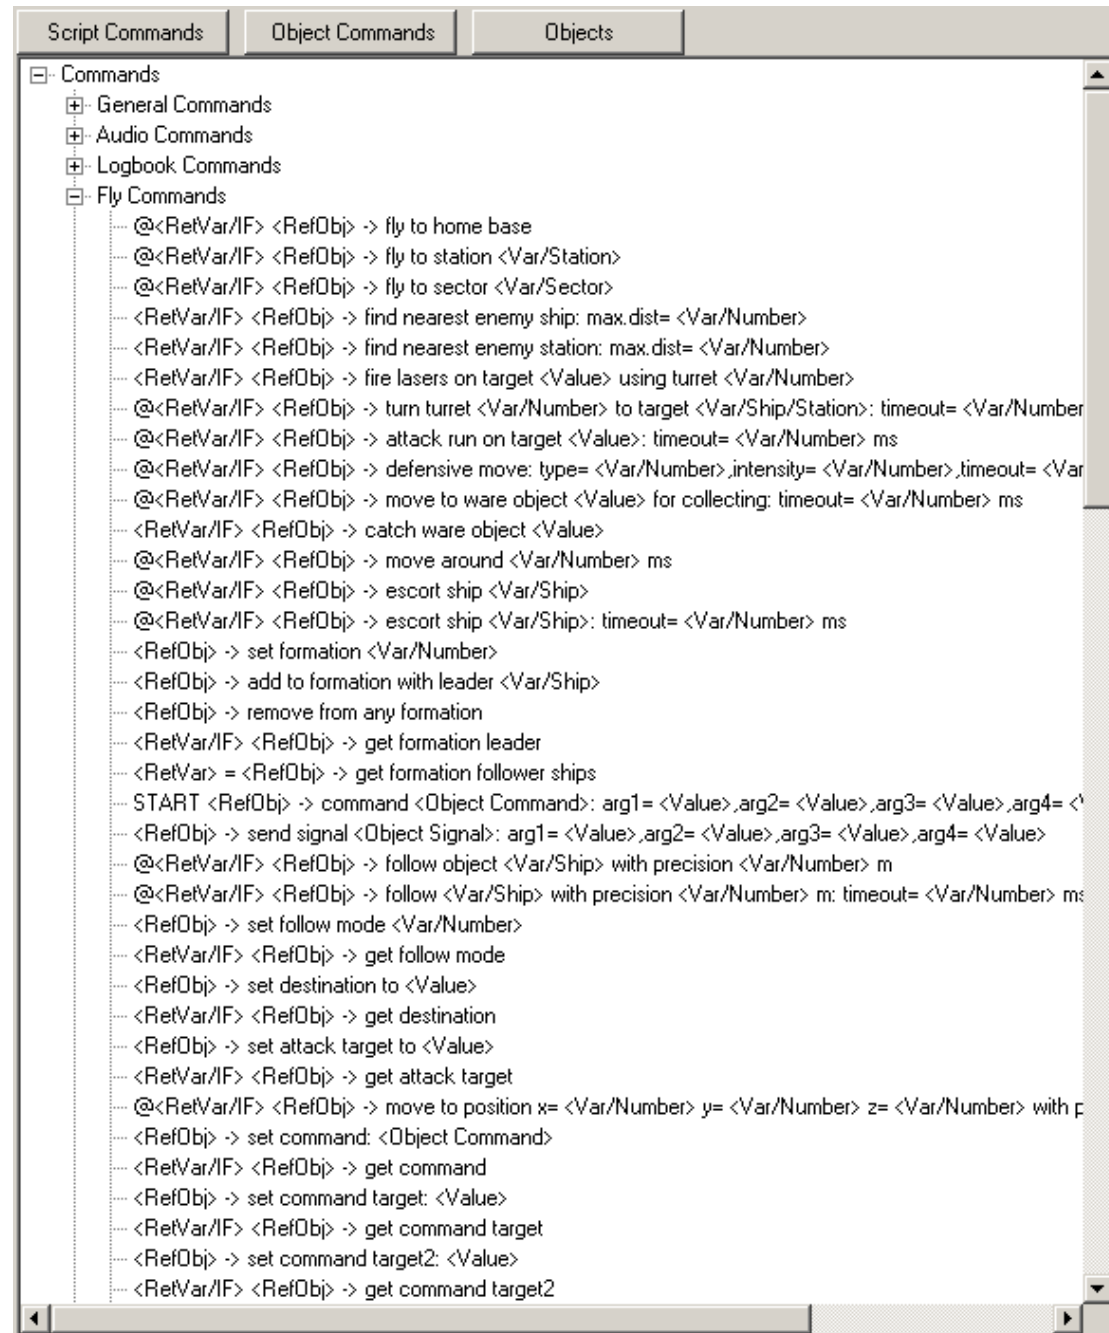 Script Commands Object Commands Objects
Commands
General Commands
Audio Commands
Logbook Commands
Fly Commands
@<RetVar/IF> <RefObj> -> fly to home base
@<RetVar/IF> <RefObj> -> fly to station <Var/Station>
@<RetVar/IF> <RefObj> -> fly to sector <Var/Sector>
<RetVar/IF> <RefObj> -> find nearest enemy ship: max.dist= <Var/Number>
<RetVar/IF> <RefObj> -> find nearest enemy station: max.dist= <Var/Number>
<RetVar/IF> <RefObj> -> fire lasers on target <Value> using turret <Var/Number>
@<RetVar/IF> <RefObj> -> turn turret <Var/Number> to target <Var/Ship/Station>: timeout= <Var/Number
@<RetVar/IF> <RefObj> -> attack run on target <Value>: timeout= <Var/Number> ms
@<RetVar/IF> <RefObj> -> defensive move: type= <Var/Number>,intensity= <Var/Number>,timeout= <Var
@<RetVar/IF> <RefObj> -> move to ware object <Value> for collecting: timeout= <Var/Number> ms
<RetVar/IF> <RefObj> -> catch ware object <Value>
@<RetVar/IF> <RefObj> -> move around <Var/Number> ms
@<RetVar/IF> <RefObj> -> escort ship <Var/Ship>
@<RetVar/IF> <RefObj> -> escort ship <Var/Ship>: timeout= <Var/Number> ms
<RefObj> -> set formation <Var/Number>
<RefObj> -> add to formation with leader <Var/Ship>
<RefObj> -> remove from any formation
<RetVar/IF> <RefObj> -> get formation leader
<RetVar> = <RefObj> -> get formation follower ships
START <RefObj> -> command <Object Command>: arg1= <Value>,arg2= <Value>,arg3= <Value>,arg4= <
<RefObj> -> send signal <Object Signal>: arg1= <Value>,arg2= <Value>,arg3= <Value>,arg4= <Value>
@<RetVar/IF> <RefObj> -> follow object <Var/Ship> with precision <Var/Number> m
@<RetVar/IF> <RefObj> -> follow <Var/Ship> with precision <Var/Number> m: timeout= <Var/Number> ms
<RefObj> -> set follow mode <Var/Number>
<RetVar/IF> <RefObj> -> get follow mode
<RefObj> -> set destination to <Value>
<RetVar/IF> <RefObj> -> get destination
<RefObj> -> set attack target to <Value>
<RetVar/IF> <RefObj> -> get attack target
@<RetVar/IF> <RefObj> -> move to position x= <Var/Number> y= <Var/Number> z= <Var/Number> with
<RefObj> -> set command: <Object Command>
<RetVar/IF> <RefObj> -> get command
<RefObj> -> set command target: <Value>
<RetVar/IF> <RefObj> -> get command target
<RefObj> -> set command target2: <Value>
<RetVar/IF> <RefObj> -> get command target2